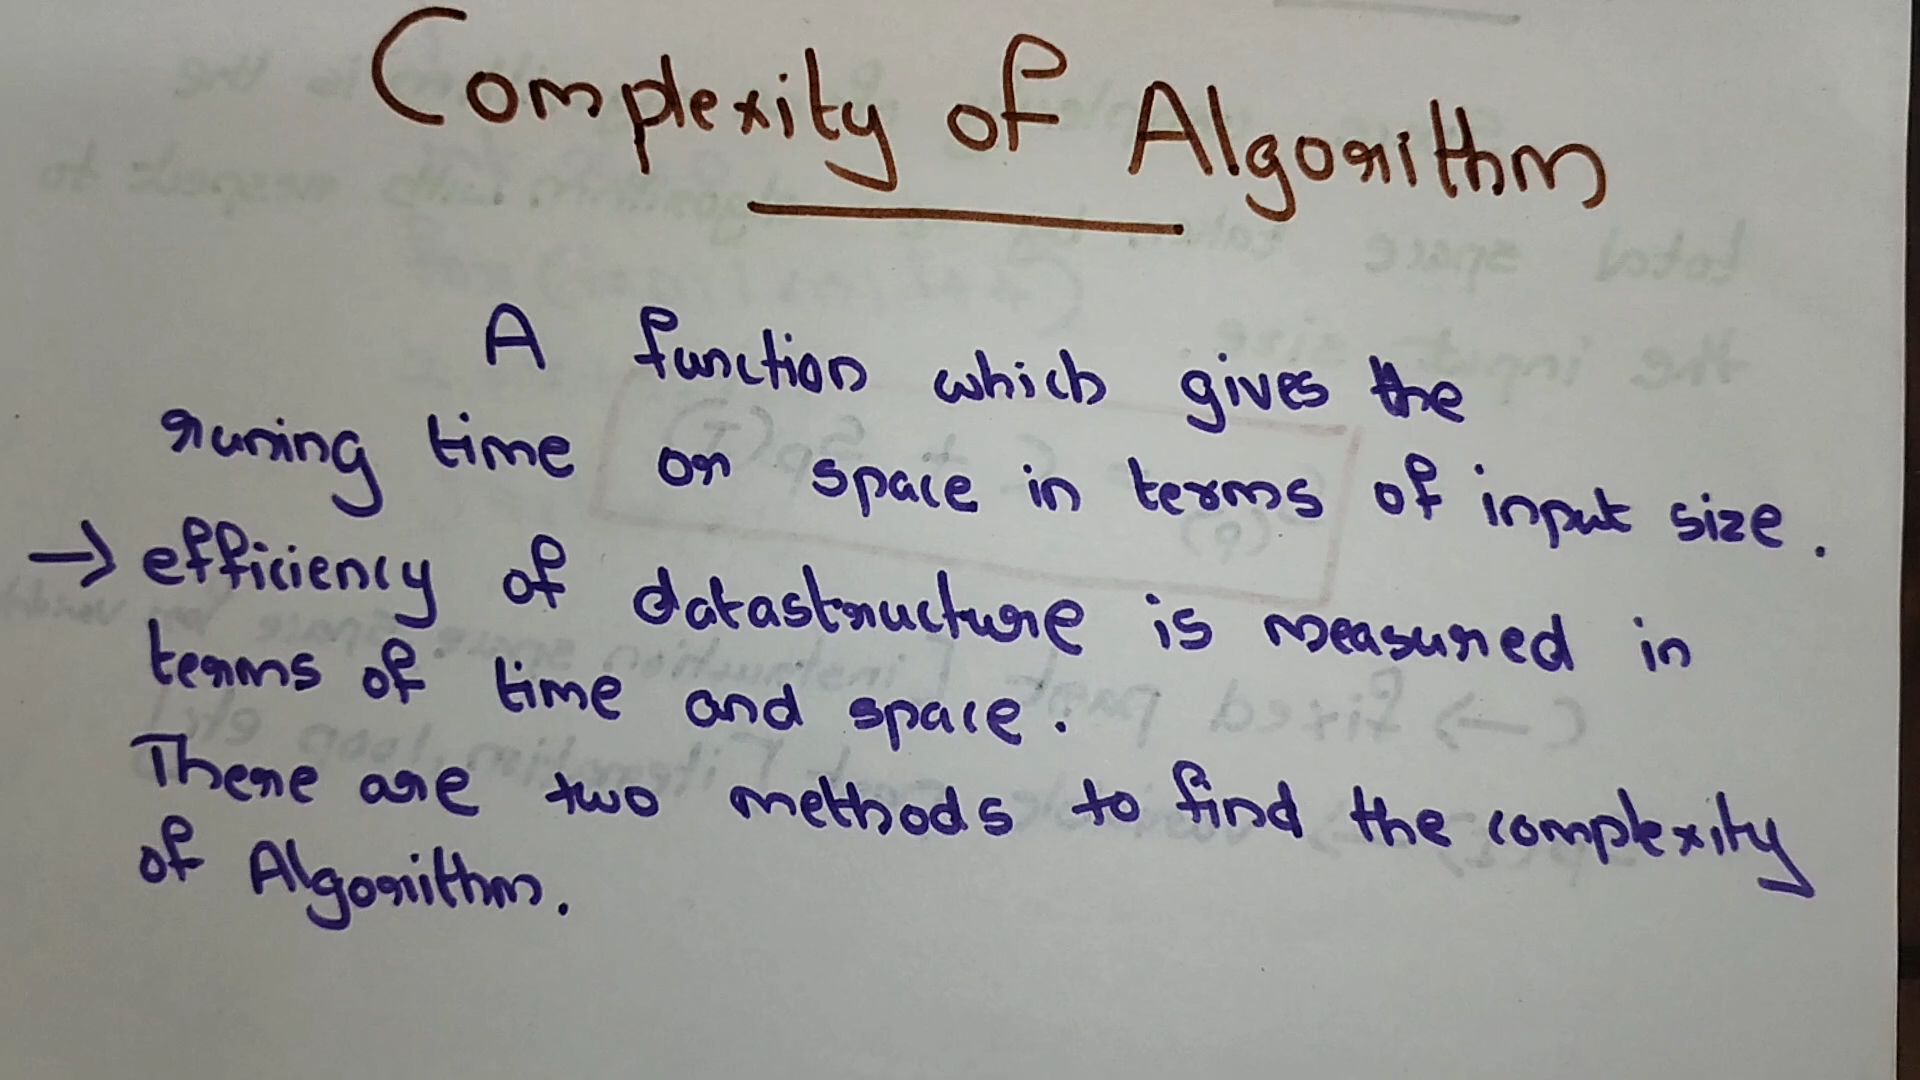 Complexity of Algorithm
A function which gives the
runing time or space in terms of input size.
→ efficiency of datastructure is measured in
terms of time and space.
There are two methods to find the complexity
of Algorithm.